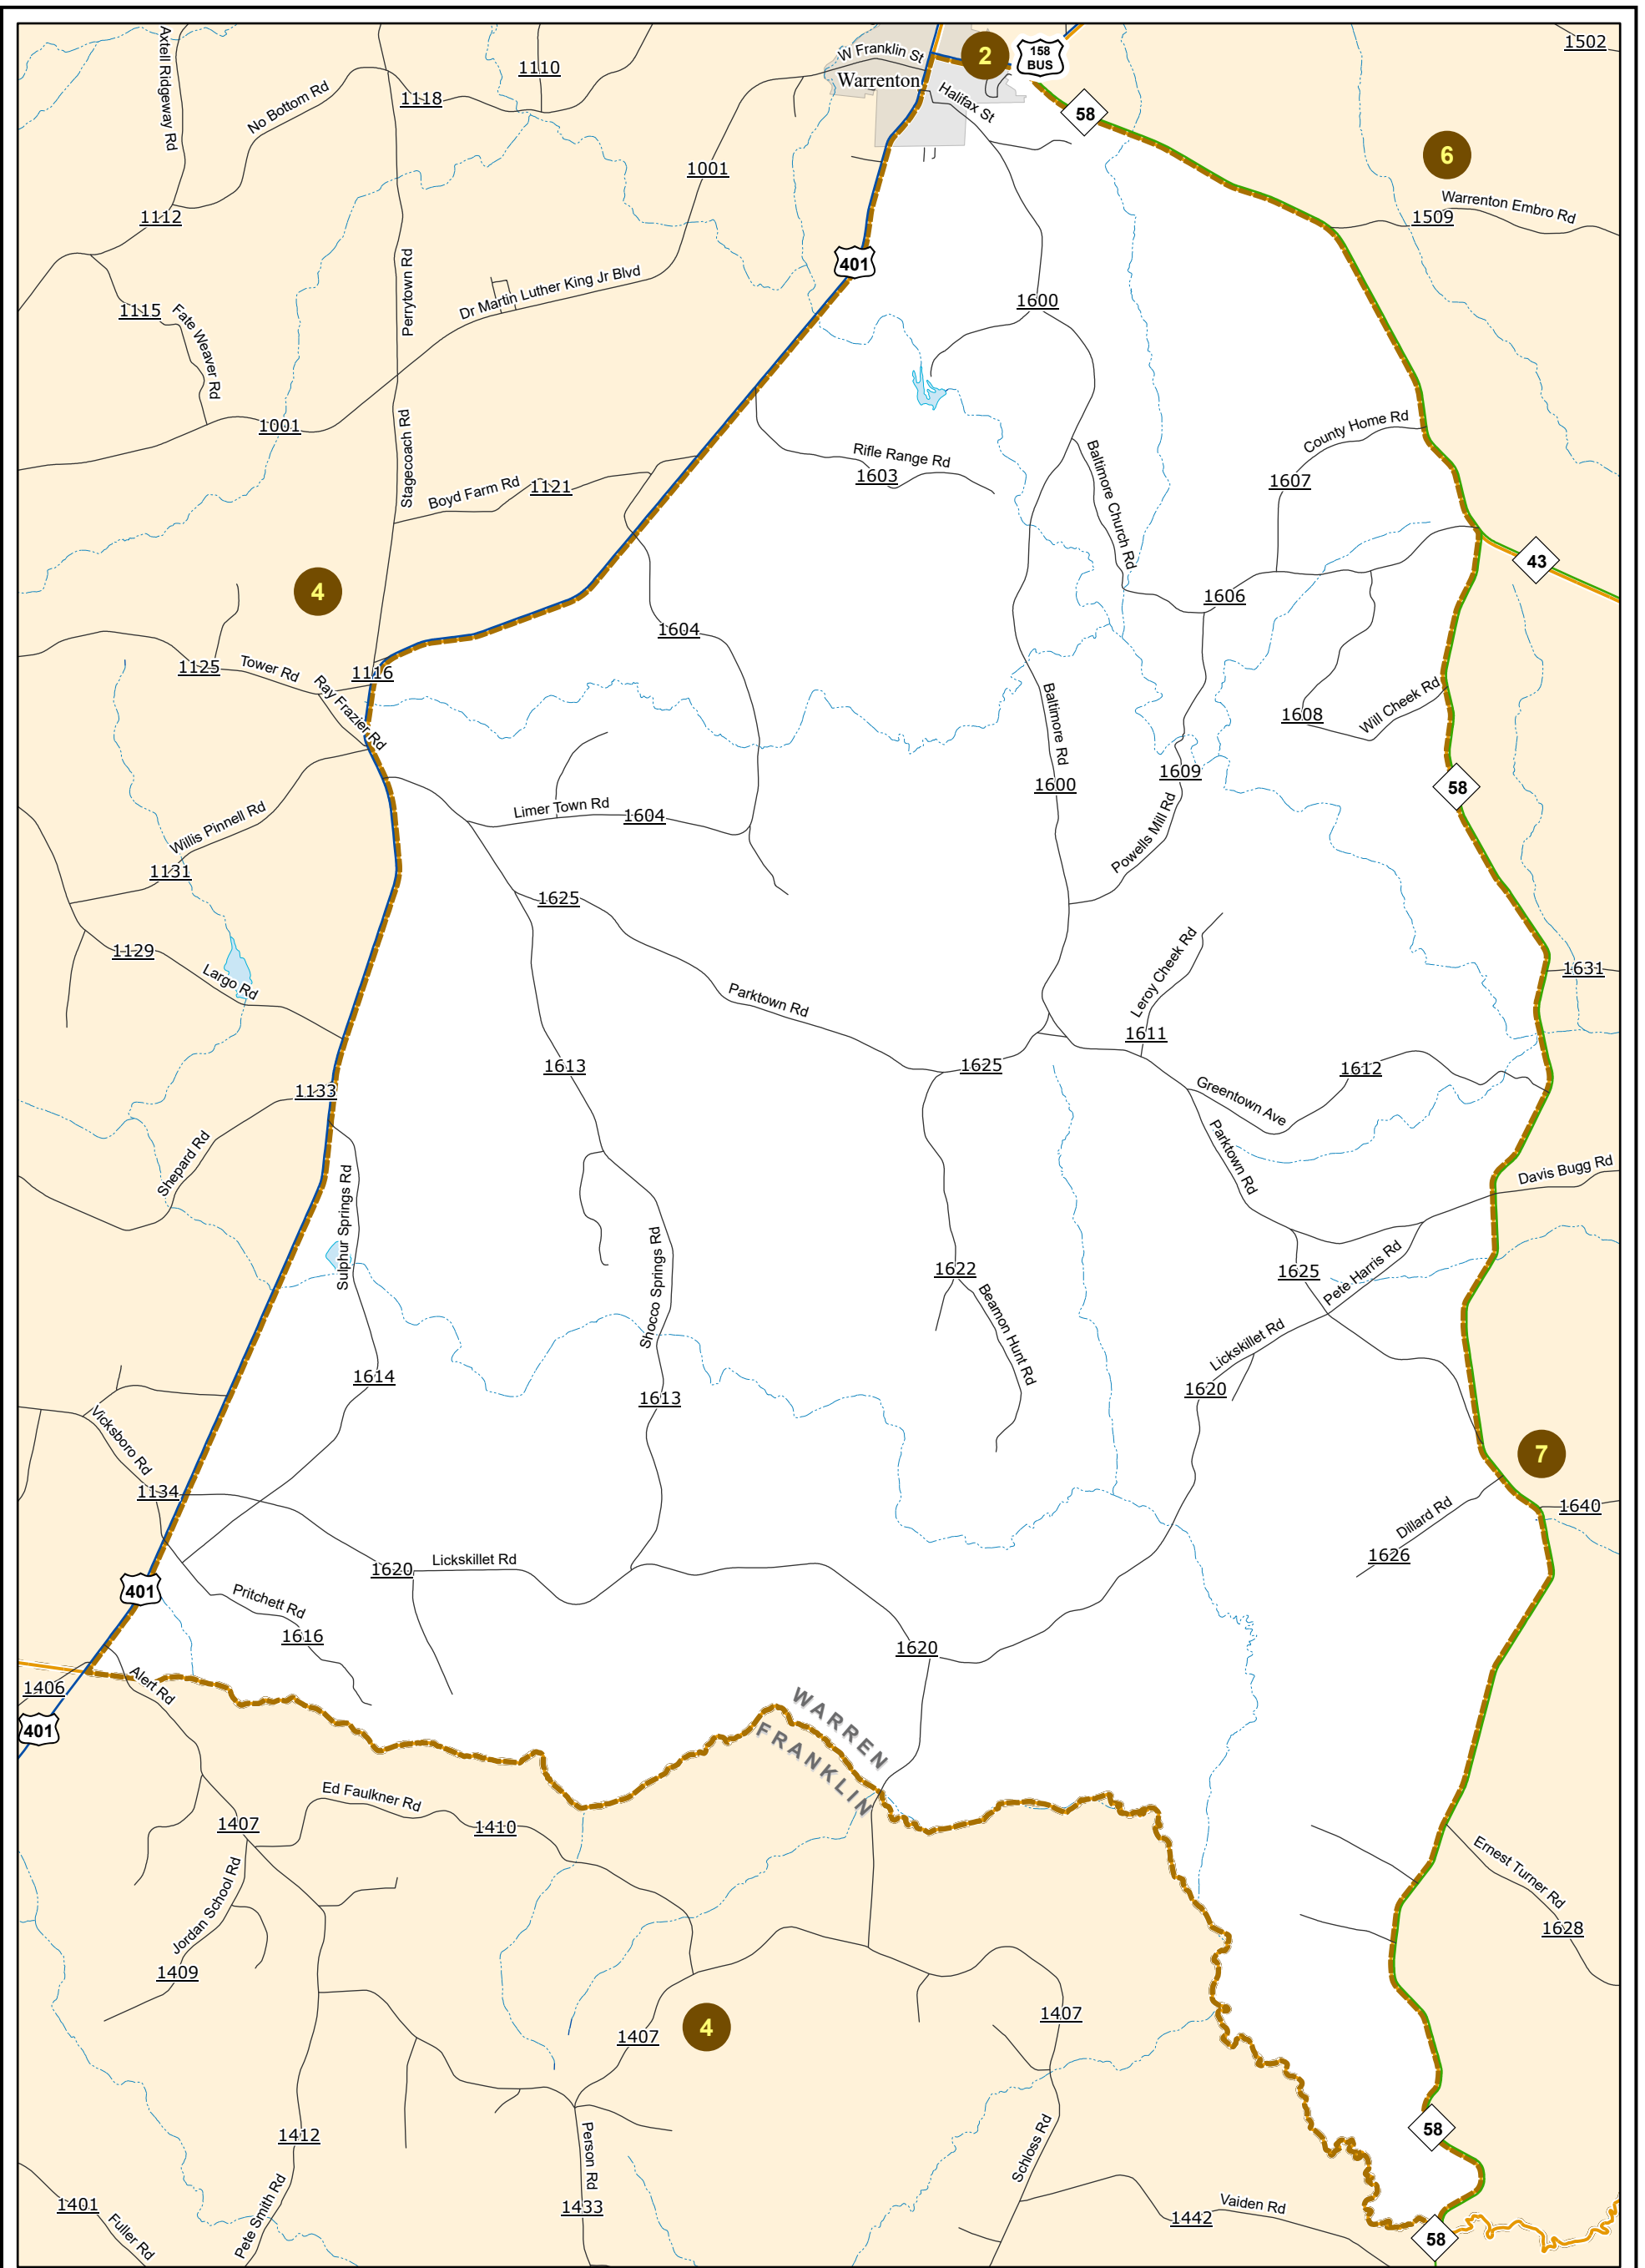 1502
Axtell Ridgeway Rd
W Franklin St
2
158
BUS
1110
Warrenton
No Bottom Rd
1118
Halifax St
58
6
1001
Warrenton Embro Rd
1112
1509
Perrytown Rd
401
Dr Martin Luther King Jr Blvd
1600
1115
Fate Weaver Rd
1001
Stagecoach Rd
County Home Rd
Rifle Range Rd
1603
Baltimore Church Rd
1607
Boyd Farm Rd
1121
43
4
1606
1604
1125
Tower Rd
1116
Ray Frazier Rd
Baltimore Rd
1608
Will Cheek Rd
1609
1600
58
Limer Town Rd
1604
Willis Pinnell Rd
Powells Mill Rd
1131
1625
1129
Largo Rd
Leroy Cheek Rd
1631
Parktown Rd
1611
1613
1625
1612
1133
Greentown Ave
Shepard Rd
Parktown Rd
Davis Bugg Rd
Sulphur Springs Rd
Shocco Springs Rd
1622
1625
Pete Harris Rd
Beamon Hunt Rd
Lickskillet Rd
1614
1613
1620
Vicksboro Rd
7
1134
1640
Dillard Rd
1626
Lickskillet Rd
1620
401
Pritchett Rd
1616
1620
1406
Alert Rd
WARREN
FRANKLIN
401
Ed Faulkner Rd
1407
1410
Ernest Turner Rd
Jordan School Rd
1628
1409
4
1407
1407
58
1412
Person Rd
Schloss Rd
1401
Fuller Rd
Pete Smith Rd
1433
Vaiden Rd
1442
58